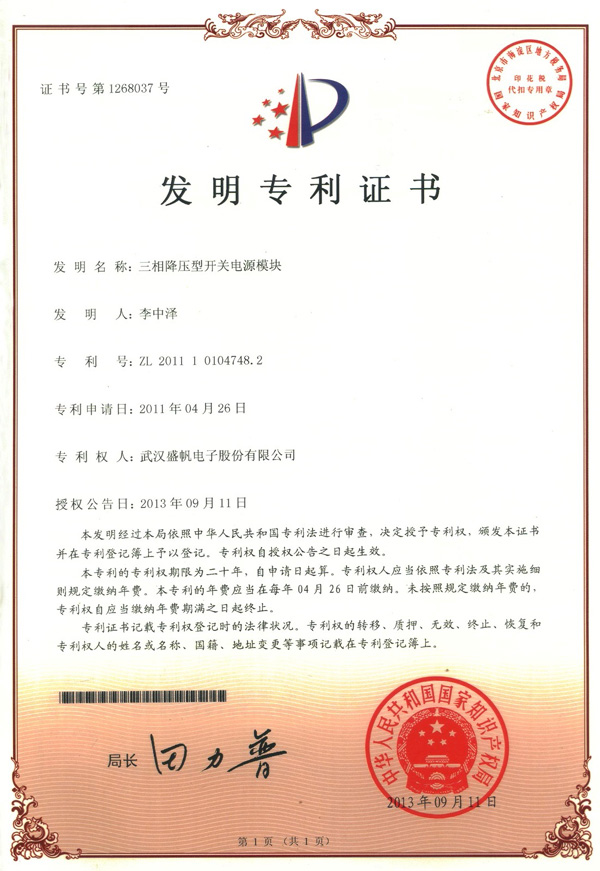 证书号第1268037号
北京市海淀区地方税务局
印花税
代扣专用章
国家知识产权局
发明专利证书
发明名称：三相降压型开关电源模块
发明人：李中泽
专利号：ZL 2011 1 0104748.2
专利申请日：2011年04月26日
专利权人：武汉盛帆电子股份有限公司
授权公告日：2013年09月11日
本发明经过本局依照中华人民共和国专利法进行审查，决定授予专利权，颁发本证书
并在专利登记簿上予以登记。专利权自授权公告之日起生效。
本专利的专利权期限为二十年，自申请日起算。专利权人应当依照专利法及其实施细
则规定缴纳年费。本专利的年费应当在每年04月26日前缴纳。未按照规定缴纳年费的，
专利权自应当缴纳年费期满之日起终止。
专利证书记载专利权登记时的法律状况。专利权的转移、质押、无效、终止、恢复和
专利权人的姓名或名称、国籍、地址变更等事项记载在专利登记簿上。
局长 田力普
中华人民共和国国家知识产权局
2013年09月11日
第1页（共1页）